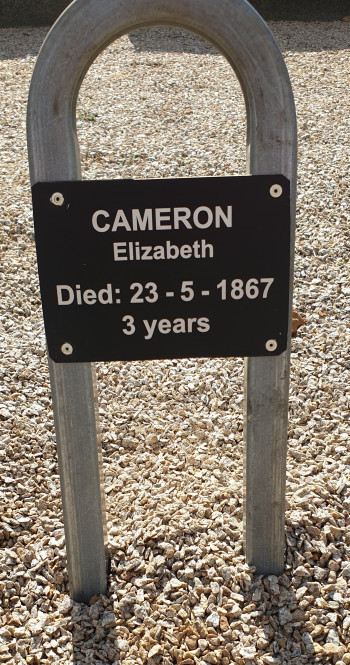 CAMERON
Elizabeth
Died: 23 - 5 - 1867
3 years